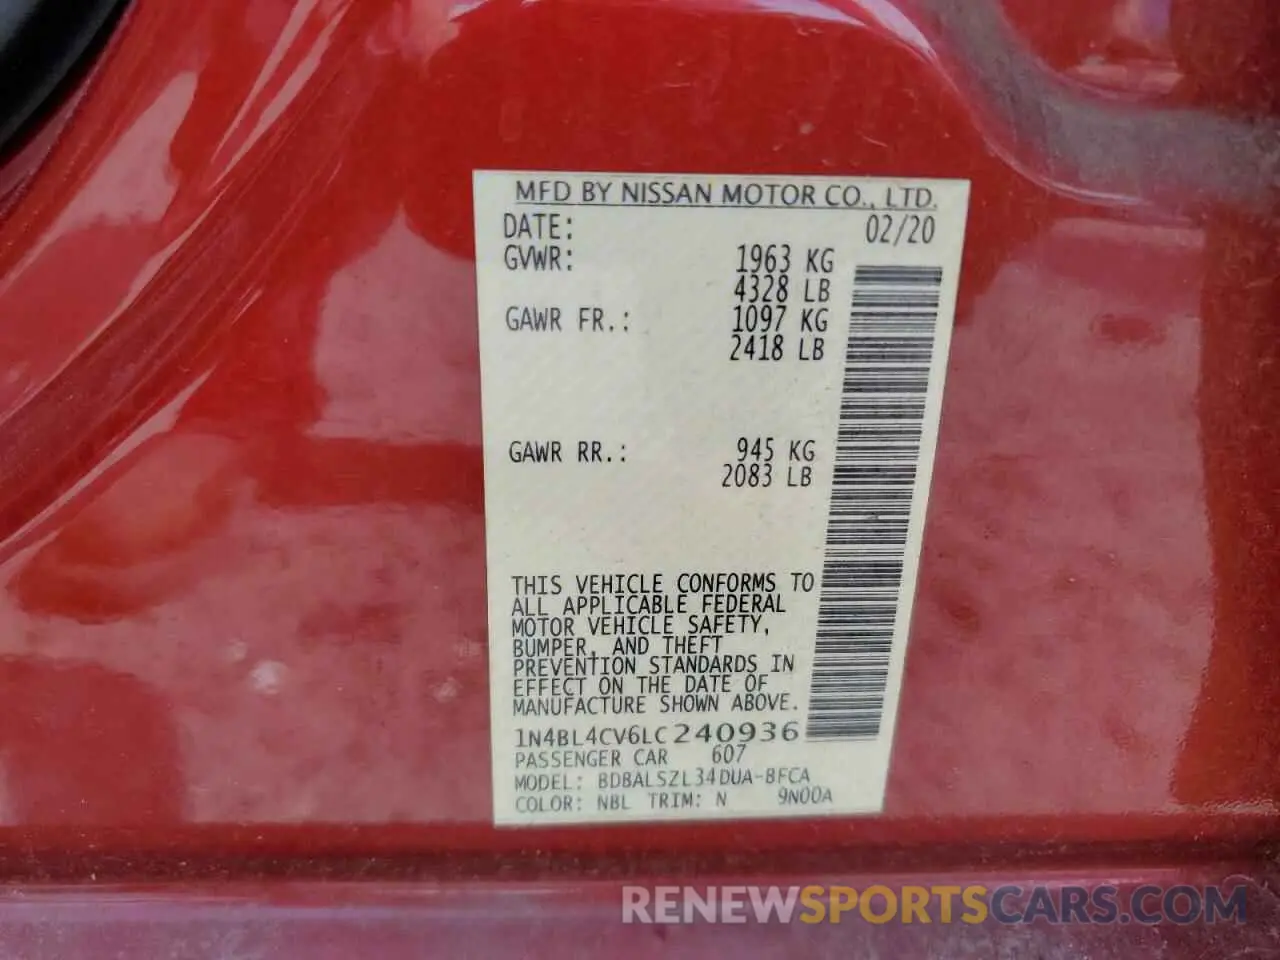 MFD BY NISSAN MOTOR CO., LTD.
DATE: 02/20
GVWR: 1963 KG
4328 LB
GAWR FR.: 1097 KG
2418 LB
GAWR RR.: 945 KG
2083 LB
THIS VEHICLE CONFORMS TO
ALL APPLICABLE FEDERAL
MOTOR VEHICLE SAFETY,
BUMPER, AND THEFT
PREVENTION STANDARDS IN
EFFECT ON THE DATE OF
MANUFACTURE SHOWN ABOVE.
1N4BL4CV6LC240936
PASSENGER CAR 607
MODEL: BDBALSZL34DUA-BFCA
COLOR: NBL TRIM: N 9N00A
RENEWSPORTSCARS.COM